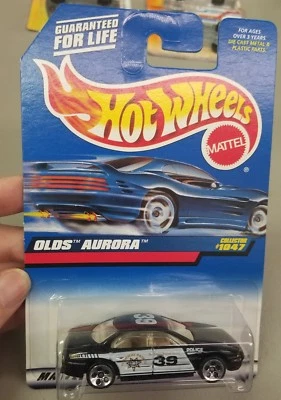 GUARANTEED
FOR LIFE
FOR AGES
OVER 3 YEARS
DIE CAST METAL &
PLASTIC PARTS.
Hot Wheels
MATTEL
®
OLDS™ AURORA™
COLLECTOR
#1047
39
39
POLICE